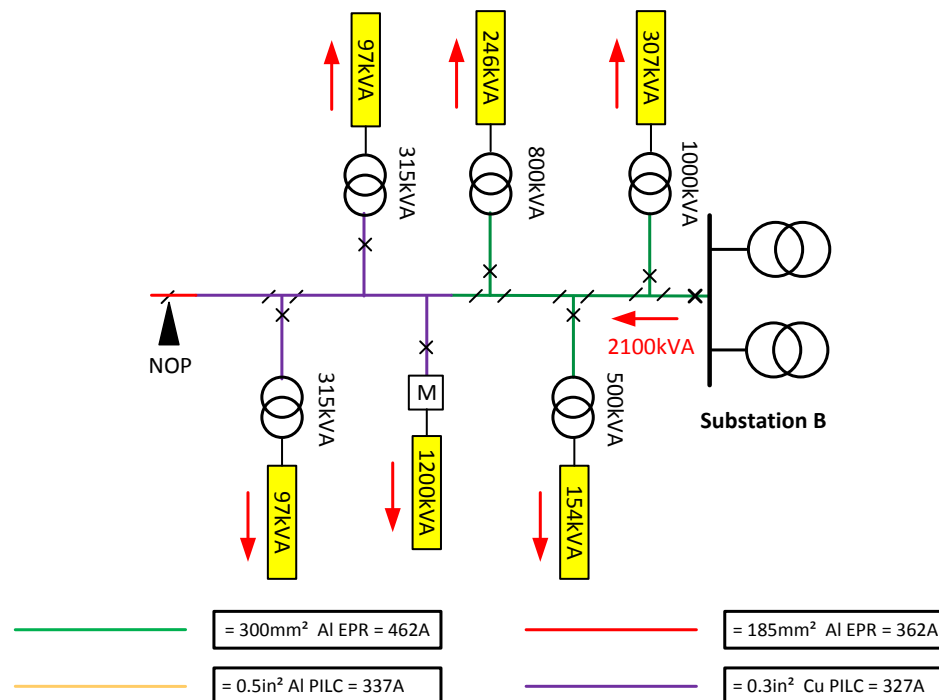 97kVA
246kVA
307kVA
315kVA
800kVA
1000kVA
NOP
2100kVA
315kVA
M
500kVA
Substation B
97kVA
1200kVA
154kVA
= 300mm² Al EPR = 462A
= 185mm² Al EPR = 362A
= 0.5in² Al PILC = 337A
= 0.3in² Cu PILC = 327A